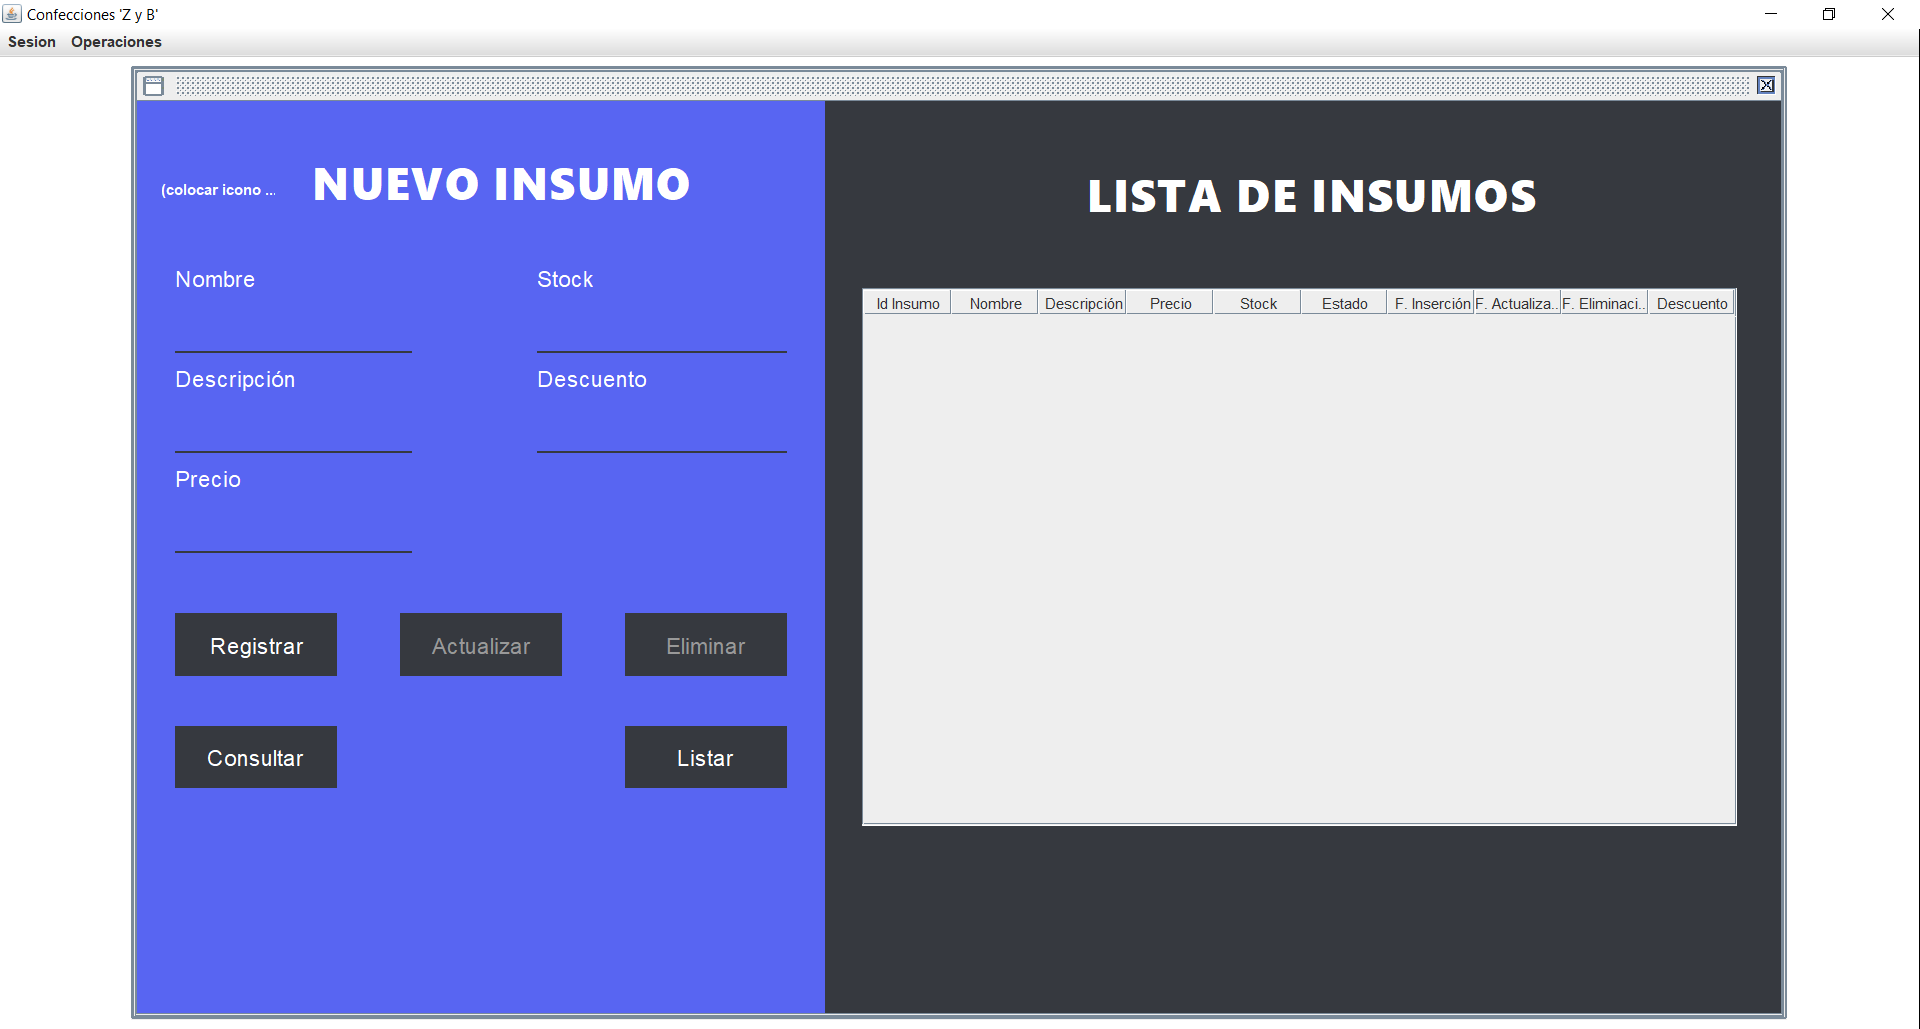 Confecciones 'Z y B'
Sesion Operaciones
(colocar icono ...
NUEVO INSUMO
Nombre Stock
Descripción Descuento
Precio
Registrar Actualizar Eliminar
Consultar Listar
LISTA DE INSUMOS
Id Insumo Nombre Descripción Precio Stock Estado F. Inserción F. Actualiza... F. Eliminaci... Descuento